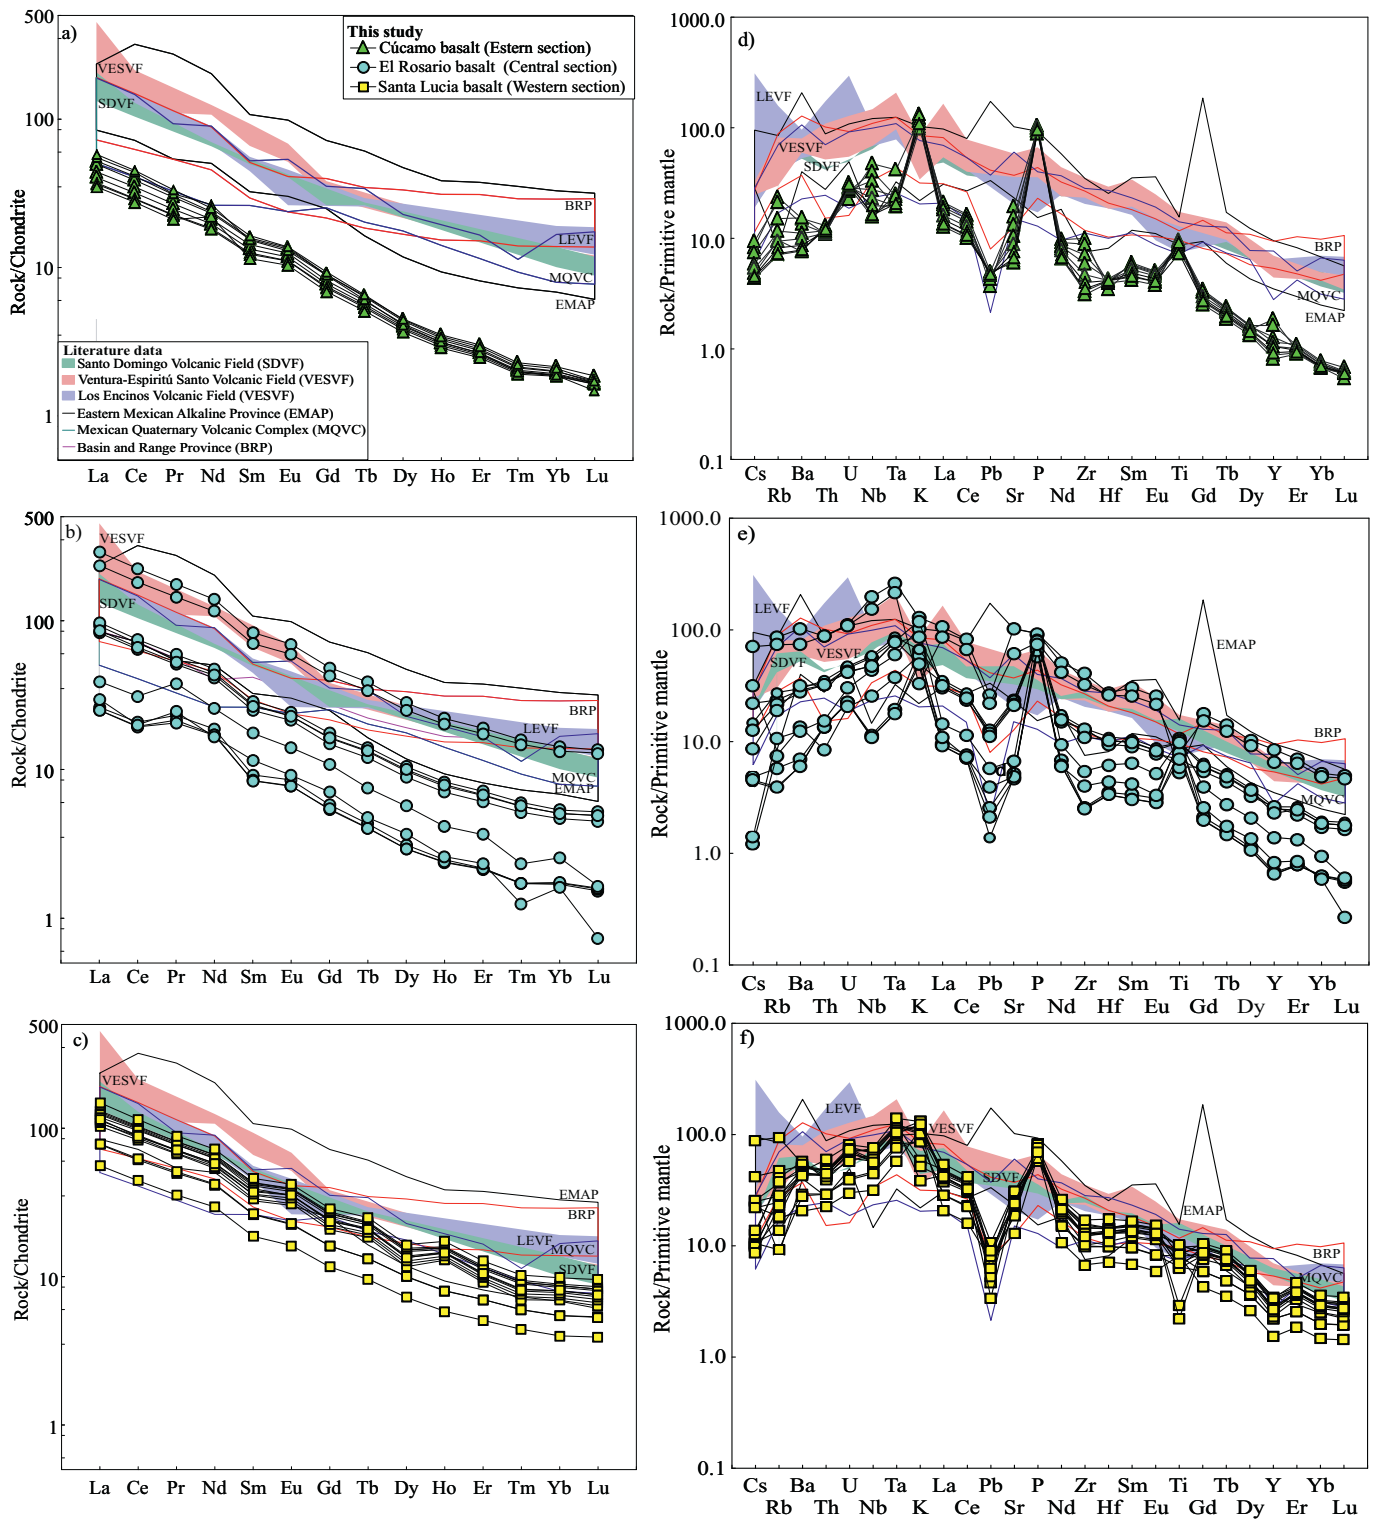 500
100
10
1
Rock/Chondrite
a)
This study
Cúcamo basalt (Estern section)
El Rosario basalt (Central section)
Santa Lucia basalt (Western section)
VESVF
SDVF
BRP
LEVF
MQVC
EMAP
Literature data
Santo Domingo Volcanic Field (SDVF)
Ventura-Espiritú Santo Volcanic Field (VESVF)
Los Encinos Volcanic Field (VESVF)
Eastern Mexican Alkaline Province (EMAP)
Mexican Quaternary Volcanic Complex (MQVC)
Basin and Range Province (BRP)
La Ce Pr Nd Sm Eu Gd Tb Dy Ho Er Tm Yb Lu
1000.0
100.0
10.0
1.0
0.1
Rock/Primitive mantle
d)
LEVF
VESVF
SDVF
BRP
MQVC
EMAP
Cs Ba U Ta La Pb P Zr Sm Ti Tb Y Yb
Rb Th Nb K Ce Sr Nd Hf Eu Gd Dy Er Lu
500
100
10
1
Rock/Chondrite
b)
VESVF
SDVF
BRP
LEVF
MQVC
EMAP
La Ce Pr Nd Sm Eu Gd Tb Dy Ho Er Tm Yb Lu
1000.0
100.0
10.0
1.0
0.1
Rock/Primitive mantle
e)
LEVF
EMAP
VESVF
SDVF
BRP
d
MQVC
Cs Ba U Ta La Pb P Zr Sm Ti Tb Y Yb
Rb Th Nb K Ce Sr Nd Hf Eu Gd Dy Er Lu
500
100
10
1
Rock/Chondrite
c)
VESVF
EMAP
BRP
LEVF
MQVC
SDVF
La Ce Pr Nd Sm Eu Gd Tb Dy Ho Er Tm Yb Lu
1000.0
100.0
10.0
1.0
0.1
Rock/Primitive mantle
f)
LEVF
VESVF
SDVF
EMAP
BRP
MQVC
Cs Ba U Ta La Pb P Zr Sm Ti Tb Y Yb
Rb Th Nb K Ce Sr Nd Hf Eu Gd Dy Er Lu